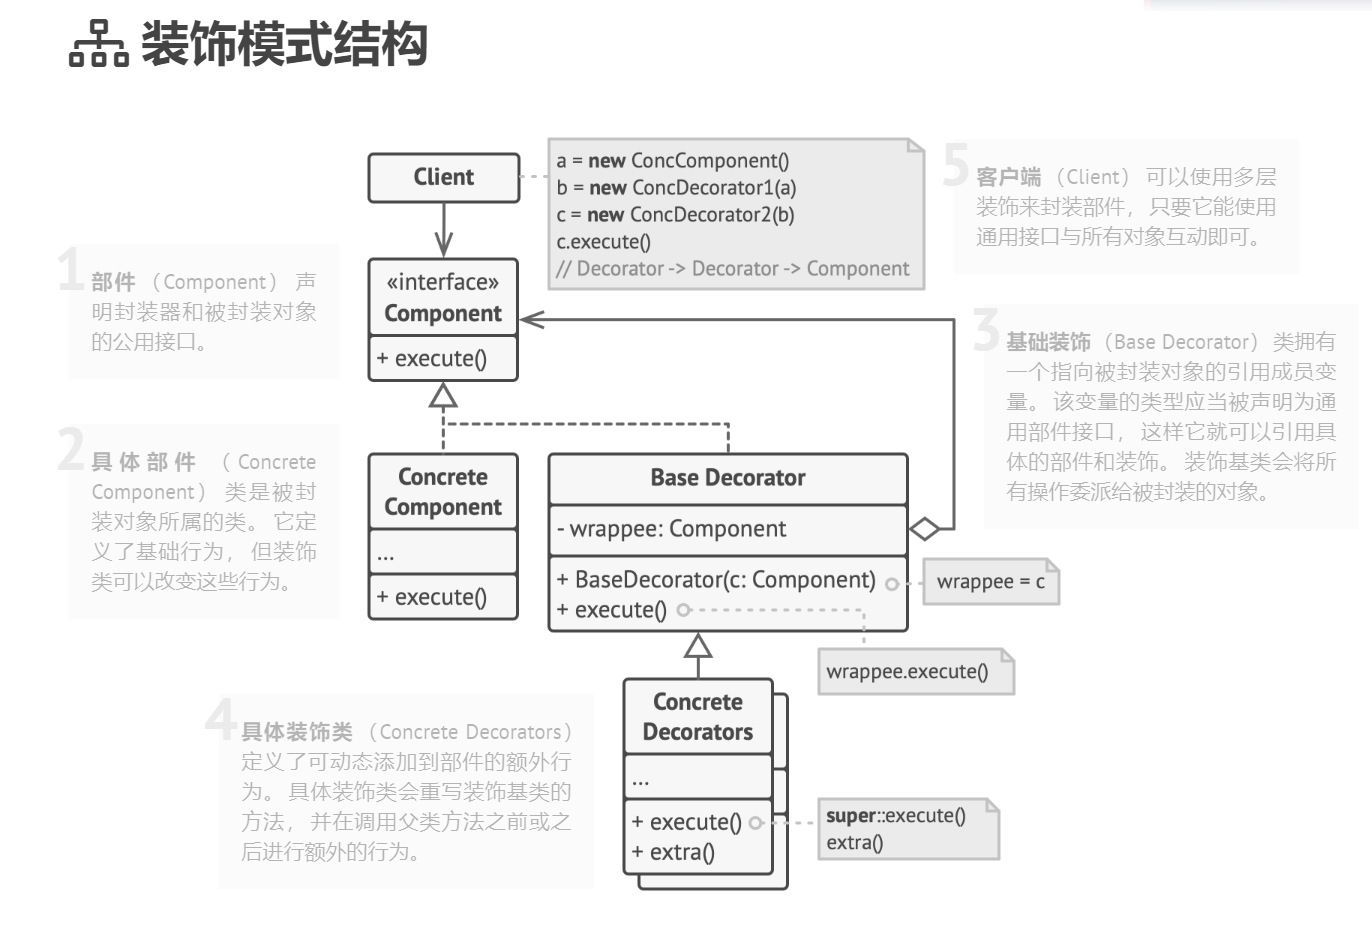 装饰模式结构
Client
a = new ConcComponent()
b = new ConcDecorator1(a)
c = new ConcDecorator2(b)
c.execute()
// Decorator -> Decorator -> Component
5
客户端 （Client） 可以使用多层
装饰来封装部件， 只要它能使用
通用接口与所有对象互动即可。
1
部件 （Component） 声
明封装器和被封装对象
的公用接口。
«interface»
Component
+ execute()
3
基础装饰 （Base Decorator） 类拥有
一个指向被封装对象的引用成员变
量。 该变量的类型应当被声明为通
用部件接口， 这样它就可以引用具
体的部件和装饰。 装饰基类会将所
有操作委派给被封装的对象。
2
具体部件 （Concrete
Component） 类是被封
装对象所属的类。 它定
义了基础行为， 但装饰
类可以改变这些行为。
Concrete
Component
...
+ execute()
Base Decorator
- wrappee: Component
+ BaseDecorator(c: Component)
+ execute()
wrappee = c
wrappee.execute()
4
具体装饰类 （Concrete Decorators）
定义了可动态添加到部件的额外行
为。 具体装饰类会重写装饰基类的
方法， 并在调用父类方法之前或之
后进行额外的行为。
Concrete
Decorators
...
+ execute()
+ extra()
super::execute()
extra()